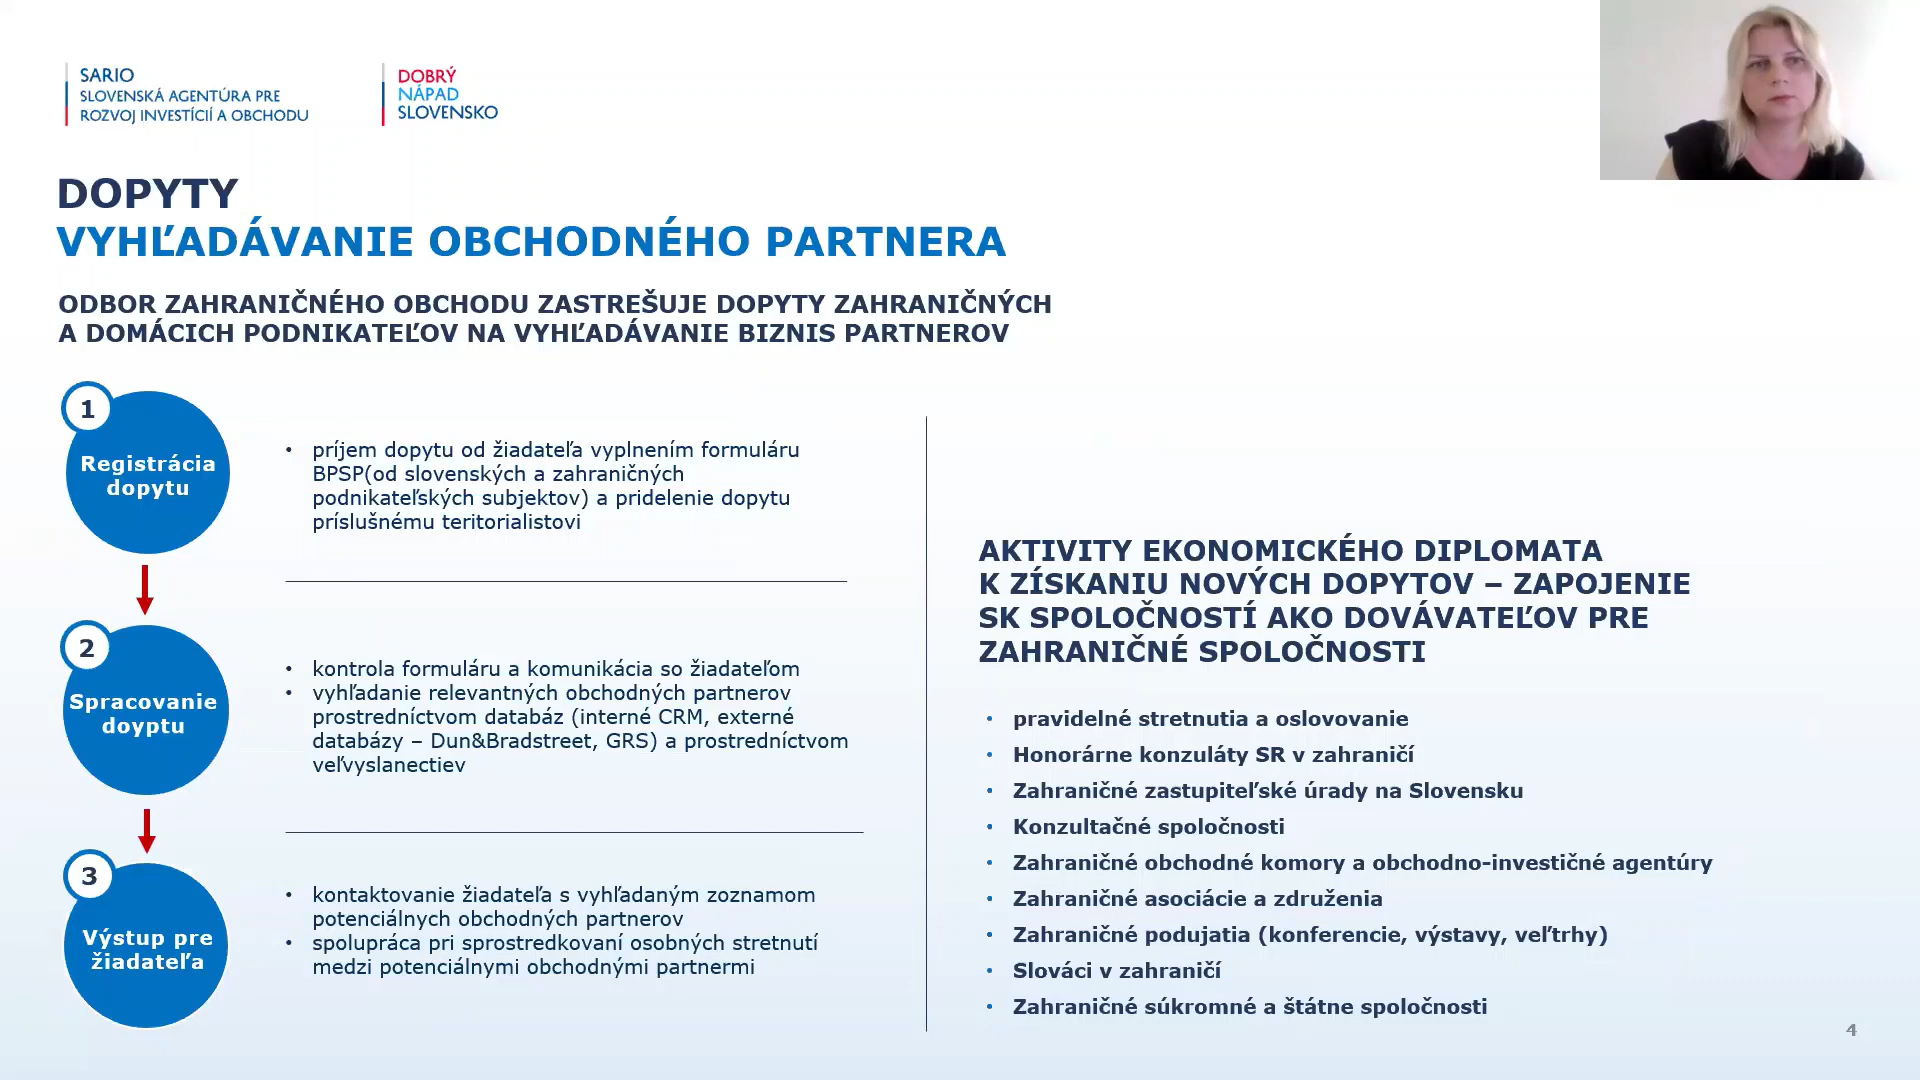 SARIO
SLOVENSKÁ AGENTÚRA PRE
ROZVOJ INVESTÍCIÍ A OBCHODU
DOBRÝ
NÁPAD
SLOVENSKO
DOPYTY
VYHĽADÁVANIE OBCHODNÉHO PARTNERA
ODBOR ZAHRANIČNÉHO OBCHODU ZASTREŠUJE DOPYTY ZAHRANIČNÝCH
A DOMÁCICH PODNIKATEĽOV NA VYHĽADÁVANIE BIZNIS PARTNEROV
1
Registrácia
dopytu
• príjem dopytu od žiadateľa vyplnením formuláru
BPSP(od slovenských a zahraničných
podnikateľských subjektov) a pridelenie dopytu
príslušnému teritorialistovi
2
Spracovanie
doyptu
• kontrola formuláru a komunikácia so žiadateľom
• vyhľadanie relevantných obchodných partnerov
prostredníctvom databáz (interné CRM, externé
databázy – Dun&Bradstreet, GRS) a prostredníctvom
veľvyslanectiev
3
Výstup pre
žiadateľa
• kontaktovanie žiadateľa s vyhľadaným zoznamom
potenciálnych obchodných partnerov
• spolupráca pri sprostredkovaní osobných stretnutí
medzi potenciálnymi obchodnými partnermi
AKTIVITY EKONOMICKÉHO DIPLOMATA
K ZÍSKANIU NOVÝCH DOPYTOV – ZAPOJENIE
SK SPOLOČNOSTÍ AKO DOVÁVATEĽOV PRE
ZAHRANIČNÉ SPOLOČNOSTI
• pravidelné stretnutia a oslovovanie
• Honorárne konzuláty SR v zahraničí
• Zahraničné zastupiteľské úrady na Slovensku
• Konzultačné spoločnosti
• Zahraničné obchodné komory a obchodno-investičné agentúry
• Zahraničné asociácie a združenia
• Zahraničné podujatia (konferencie, výstavy, veľtrhy)
• Slováci v zahraničí
• Zahraničné súkromné a štátne spoločnosti
4